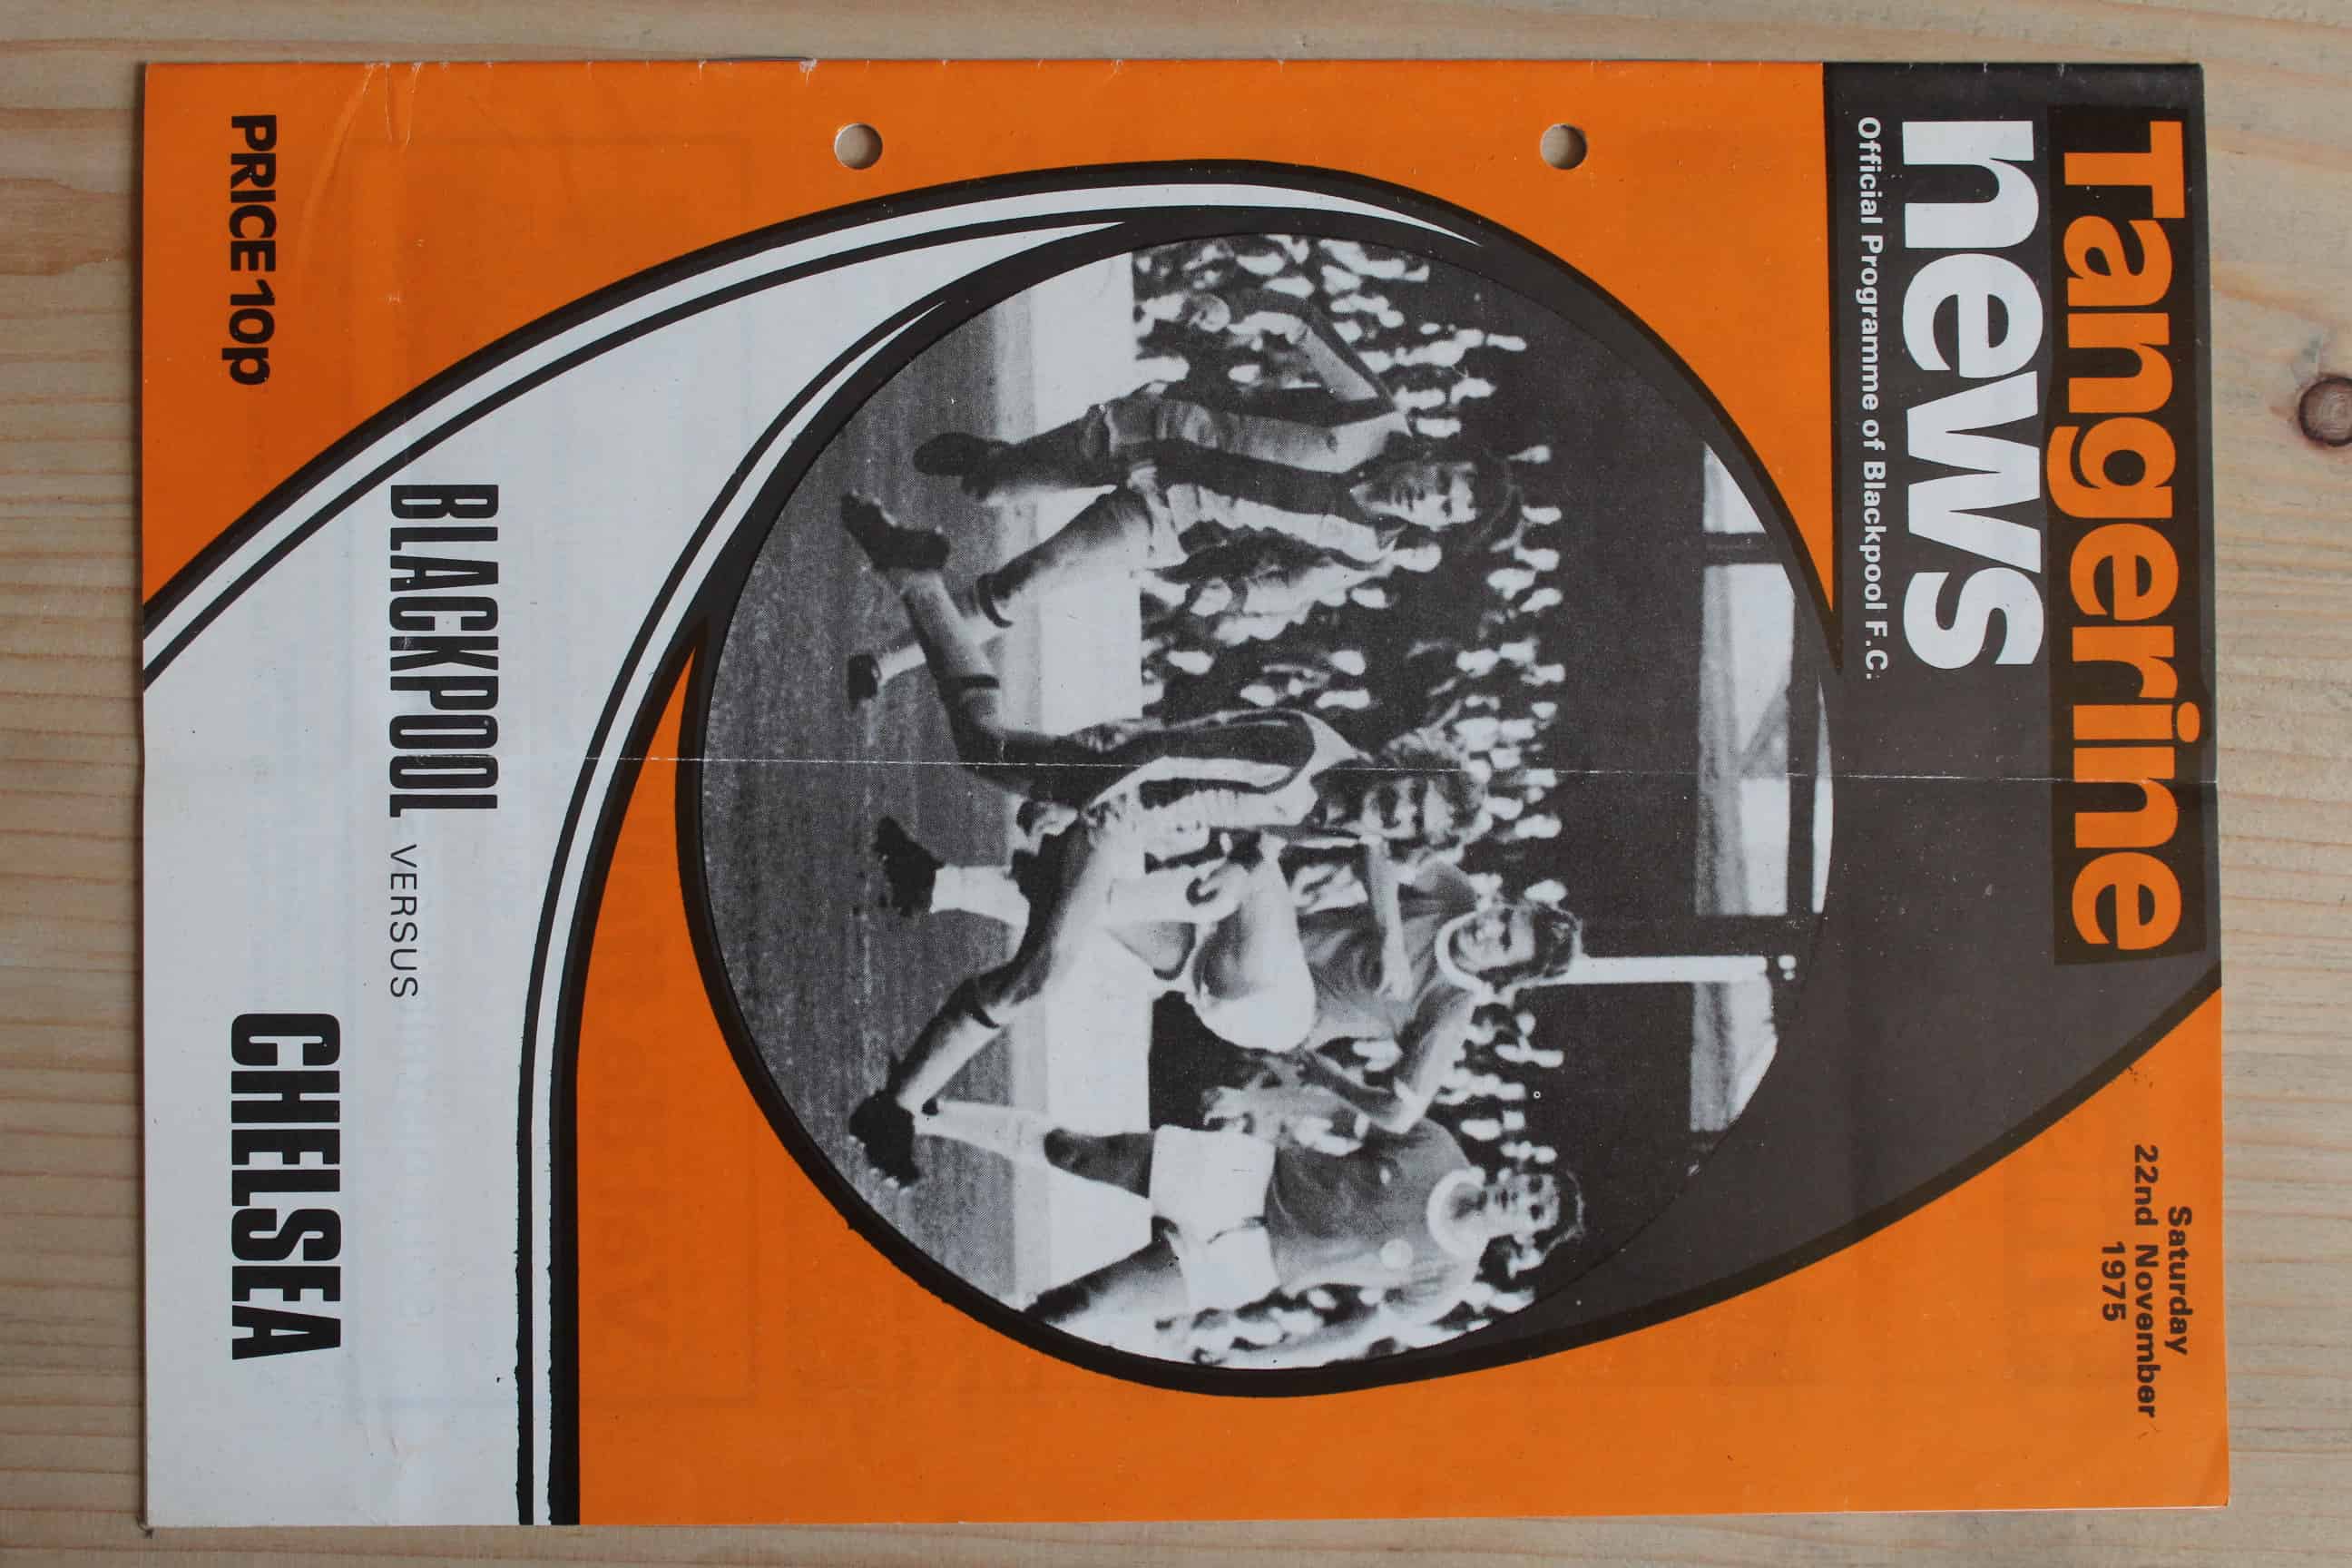 Tangerine
news
Official Programme of Blackpool F.C.
Saturday
22nd November
1975
BLACKPOOL VERSUS
CHELSEA
PRICE 10p